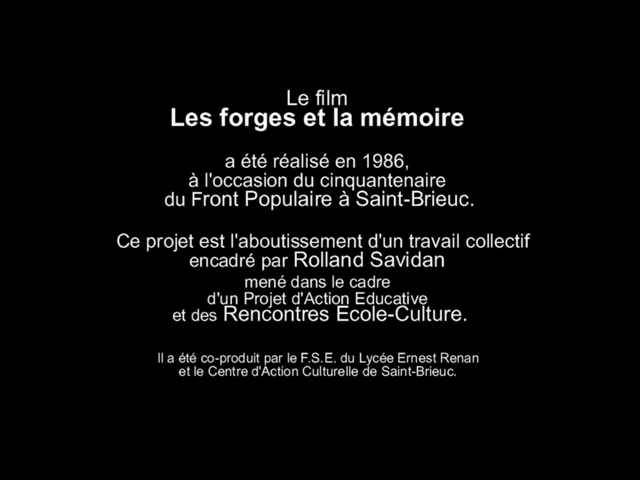 Le film
Les forges et la mémoire
a été réalisé en 1986,
à l'occasion du cinquantenaire
du Front Populaire à Saint-Brieuc.
Ce projet est l'aboutissement d'un travail collectif
encadré par Rolland Savidan
mené dans le cadre
d'un Projet d'Action Educative
et des Rencontres Ecole-Culture.
Il a été co-produit par le F.S.E. du Lycée Ernest Renan
et le Centre d'Action Culturelle de Saint-Brieuc.